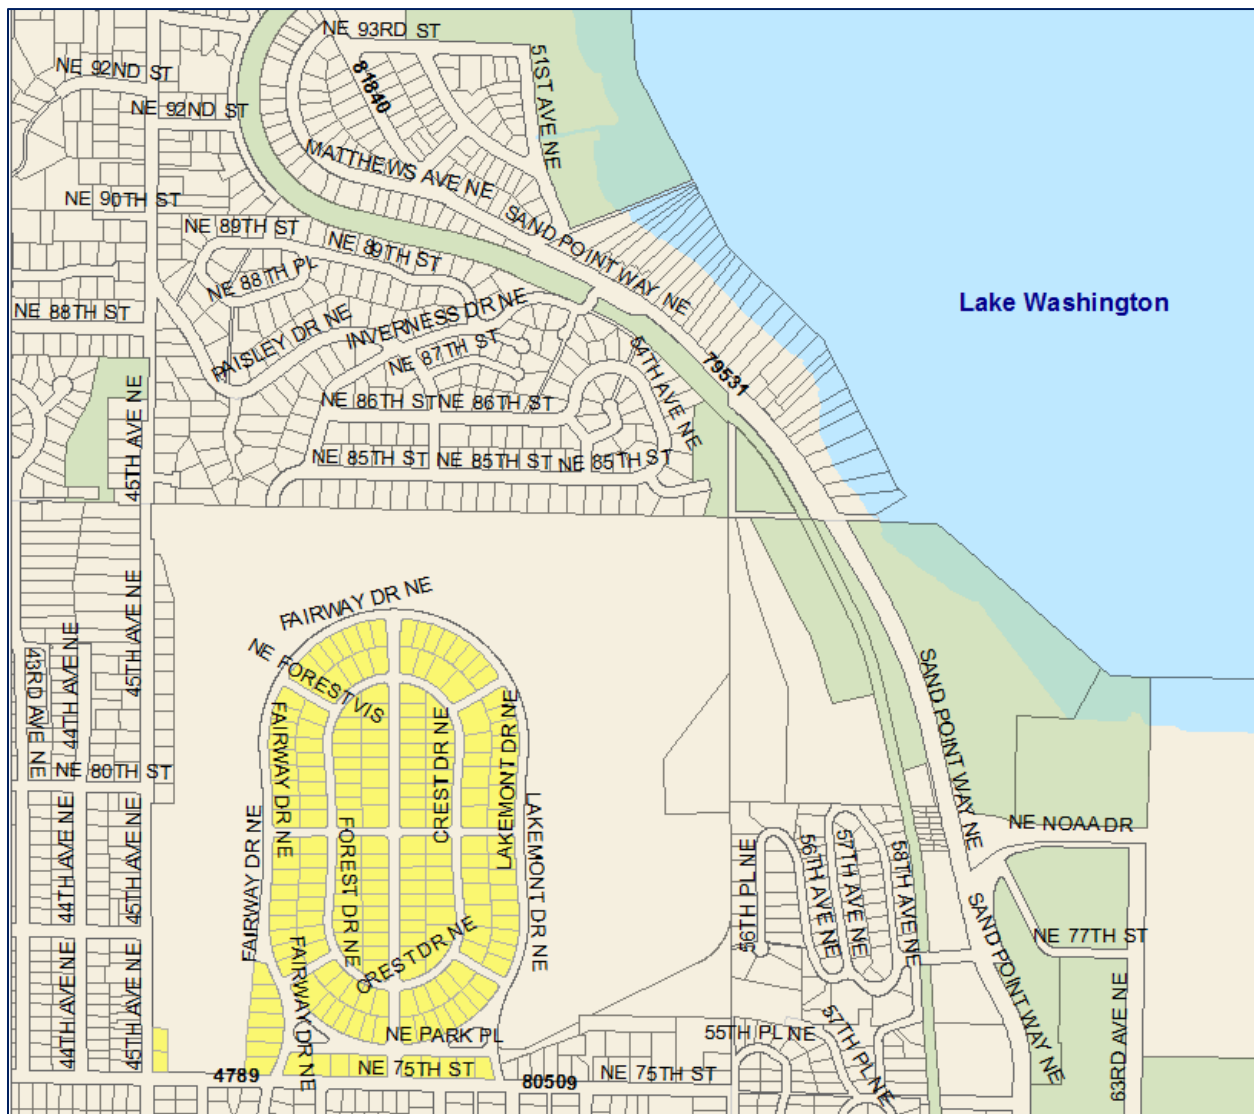 NE 93RD ST
NE 92ND ST
81840
51ST AVE NE
NE 92ND ST
MATTHEWS AVE NE
NE 90TH ST
SAND POINT WAY NE
NE 89TH ST
NE 89TH ST
NE 88TH PL
Lake Washington
NE 88TH ST
PAISLEY DR NE
INVERNESS DR NE
NE 87TH ST
54TH AVE NE
79531
45TH AVE NE
NE 86TH ST
NE 86TH ST
NE 85TH ST
NE 85TH ST
NE 85TH ST
FAIRWAY DR NE
45TH AVE NE
44TH AVE NE
43RD AVE NE
NE FOREST VIS
SAND POINT WAY NE
FAIRWAY DR NE
CREST DR NE
LAKEMONT DR NE
NE 80TH ST
44TH AVE NE
45TH AVE NE
FAIRWAY DR NE
FOREST DR NE
LAKEMONT DR NE
NE NOAA DR
56TH PL NE
56TH AVE NE
57TH AVE NE
58TH AVE NE
SAND POINT WAY NE
NE 77TH ST
44TH AVE NE
45TH AVE NE
FAIRWAY DR NE
CREST DR NE
NE PARK PL
55TH PL NE
57TH PL NE
63RD AVE NE
4789
NE 75TH ST
80509
NE 75TH ST